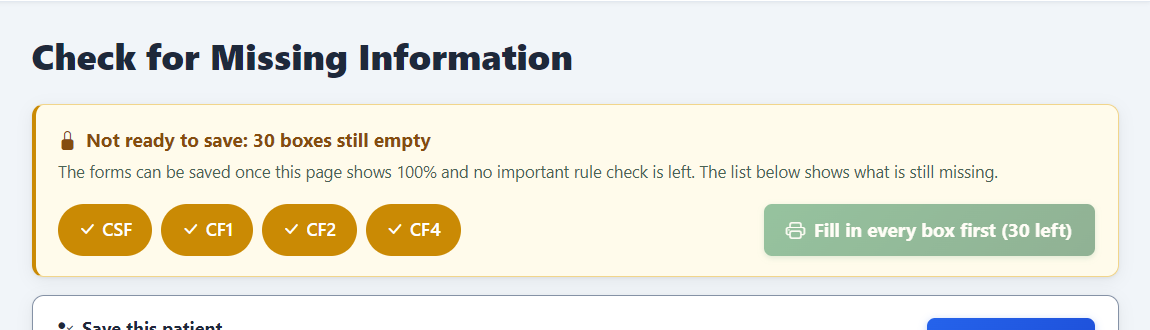 Check for Missing Information
Not ready to save: 30 boxes still empty
The forms can be saved once this page shows 100% and no important rule check is left. The list below shows what is still missing.
CSF CF1 CF2 CF4 Fill in every box first (30 left)
Save this patient